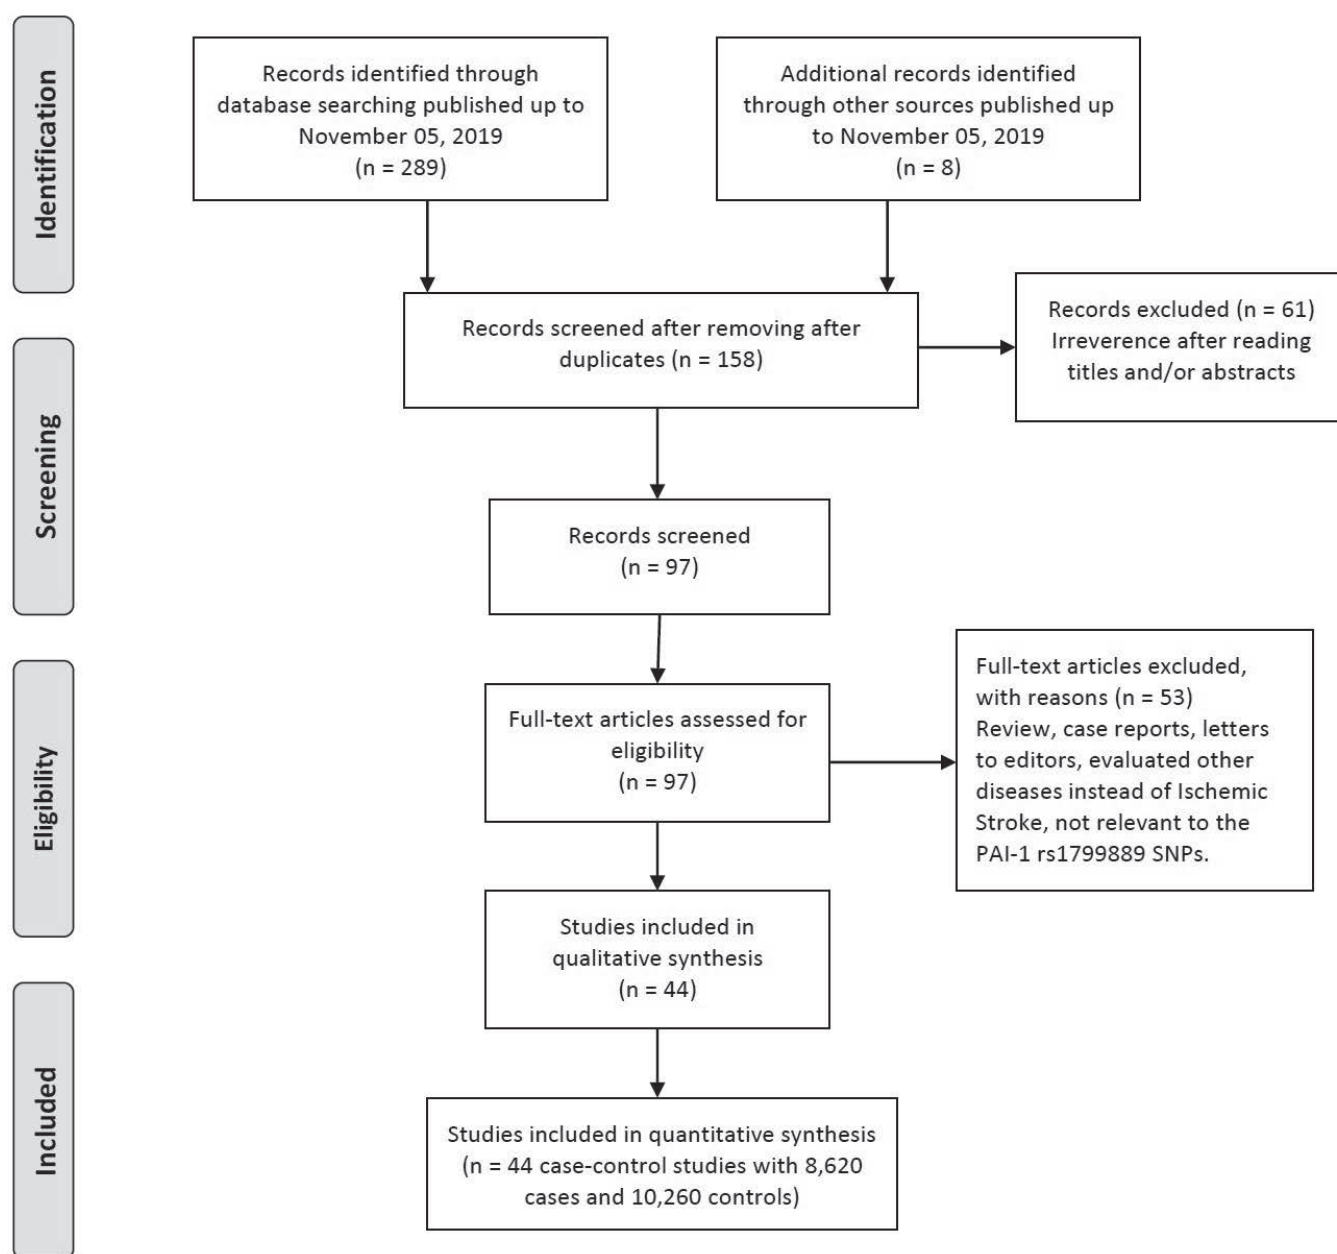 Identification
Records identified through
database searching published up to
November 05, 2019
(n = 289)
Additional records identified
through other sources published up
to November 05, 2019
(n = 8)
Records screened after removing after
duplicates (n = 158)
Records excluded (n = 61)
Irreverence after reading
titles and/or abstracts
Screening
Records screened
(n = 97)
Eligibility
Full-text articles assessed for
eligibility
(n = 97)
Full-text articles excluded,
with reasons (n = 53)
Review, case reports, letters
to editors, evaluated other
diseases instead of Ischemic
Stroke, not relevant to the
PAI-1 rs1799889 SNPs.
Studies included in
qualitative synthesis
(n = 44)
Included
Studies included in quantitative synthesis
(n = 44 case-control studies with 8,620
cases and 10,260 controls)